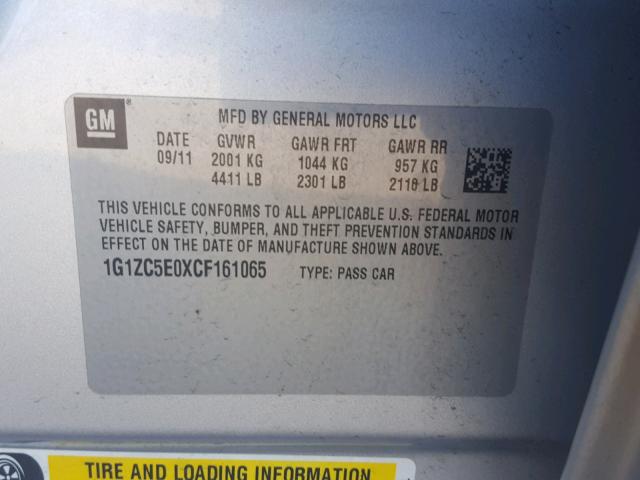 GM
MFD BY GENERAL MOTORS LLC
DATE GVWR GAWR FRT GAWR RR
09/11 2001 KG 1044 KG 957 KG
4411 LB 2301 LB 2118 LB
THIS VEHICLE CONFORMS TO ALL APPLICABLE U.S. FEDERAL MOTOR
VEHICLE SAFETY, BUMPER, AND THEFT PREVENTION STANDARDS IN
EFFECT ON THE DATE OF MANUFACTURE SHOWN ABOVE.
1G1ZC5E0XCF161065 TYPE: PASS CAR
TIRE AND LOADING INFORMATION